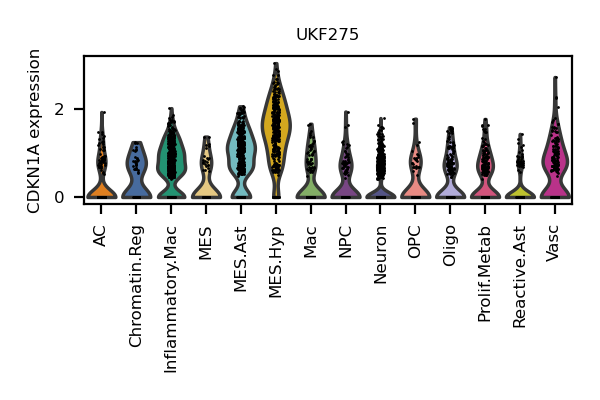 UKF275
CDKN1A expression
2
0
AC
Chromatin.Reg
Inflammatory.Mac
MES
MES.Ast
MES.Hyp
Mac
NPC
Neuron
OPC
Oligo
Prolif.Metab
Reactive.Ast
Vasc